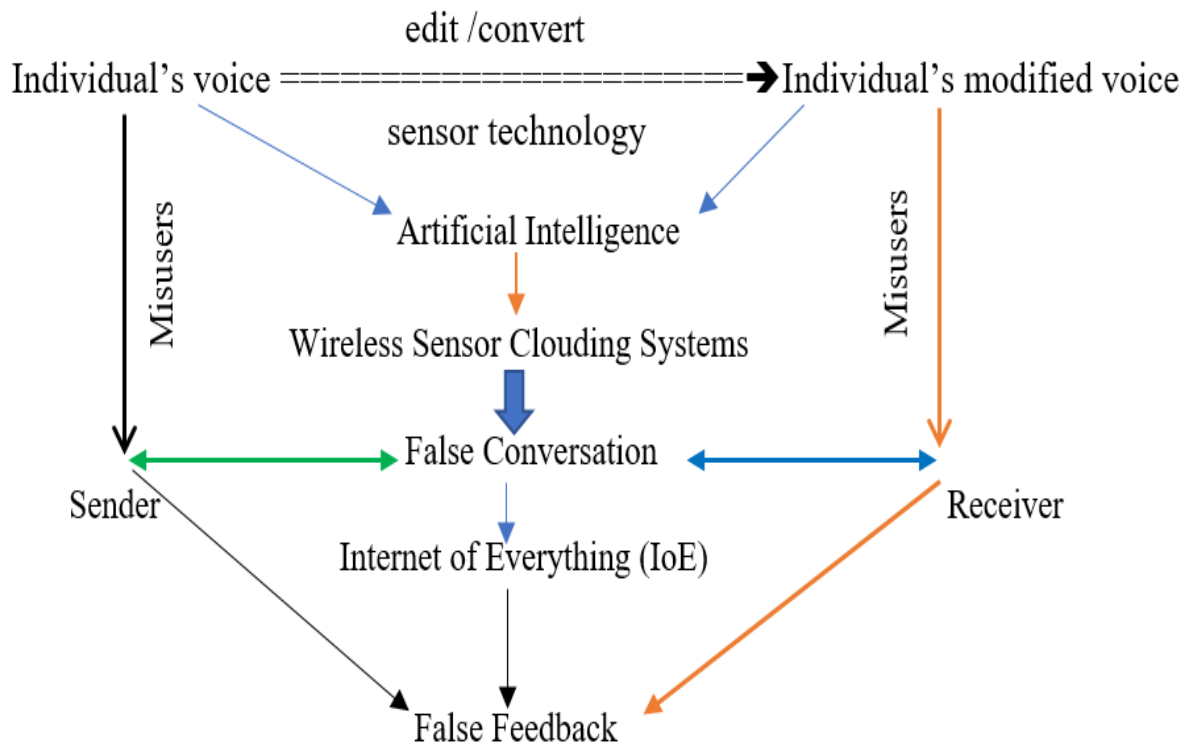 edit /convert
Individual's voice ======================== Individual's modified voice
sensor technology
Artificial Intelligence
Misusers
Misusers
Wireless Sensor Clouding Systems
False Conversation
Sender
Receiver
Internet of Everything (IoE)
False Feedback